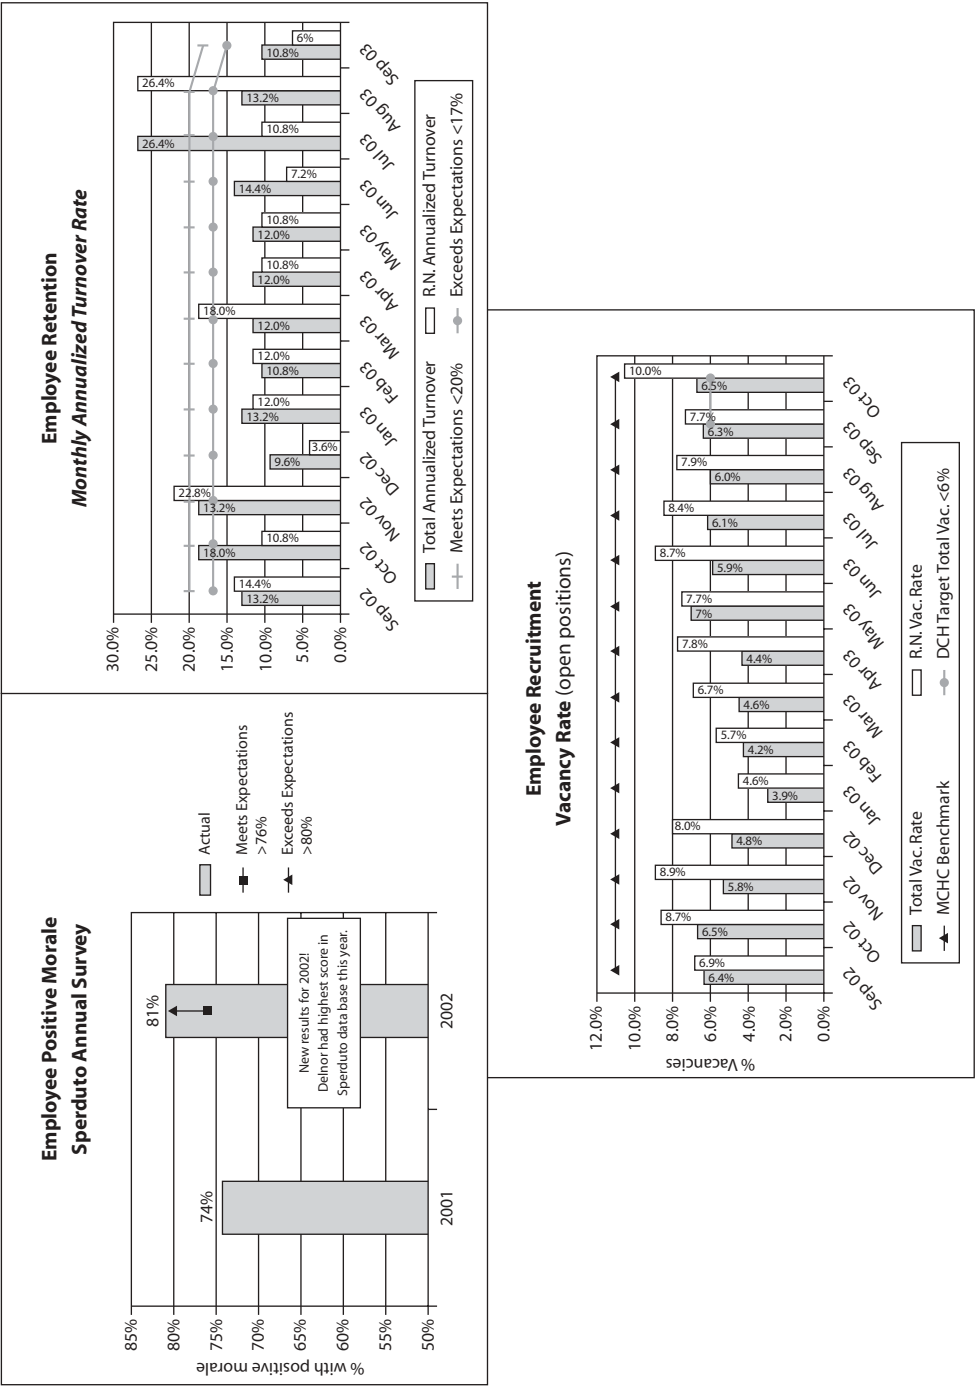 Employee Positive Morale
Sperduto Annual Survey
% with positive morale
85%
80%
75%
70%
65%
60%
55%
50%
74%
81%
New results for 2002!
Delnor had highest score in
Sperduto data base this year.
2001
2002
Actual
Meets Expectations
>76%
Exceeds Expectations
>80%
Employee Retention
Monthly Annualized Turnover Rate
30.0%
25.0%
20.0%
15.0%
10.0%
5.0%
0.0%
13.2%
14.4%
18.0%
10.8%
13.2%
22.8%
9.6%
3.6%
13.2%
12.0%
10.8%
12.0%
12.0%
18.0%
12.0%
10.8%
12.0%
10.8%
14.4%
7.2%
26.4%
10.8%
13.2%
26.4%
10.8%
6%
Sep 02
Oct 02
Nov 02
Dec 02
Jan 03
Feb 03
Mar 03
Apr 03
May 03
Jun 03
Jul 03
Aug 03
Sep 03
Total Annualized Turnover
R.N. Annualized Turnover
Meets Expectations <20%
Exceeds Expectations <17%
Employee Recruitment
Vacancy Rate (open positions)
% Vacancies
12.0%
10.0%
8.0%
6.0%
4.0%
2.0%
0.0%
6.4%
6.9%
6.5%
8.7%
5.8%
8.9%
4.8%
8.0%
3.9%
4.6%
4.2%
5.7%
4.6%
6.7%
4.4%
7.8%
7%
7.7%
5.9%
8.7%
6.1%
8.4%
6.0%
7.9%
6.3%
7.7%
6.5%
10.0%
Sep 02
Oct 02
Nov 02
Dec 02
Jan 03
Feb 03
Mar 03
Apr 03
May 03
Jun 03
Jul 03
Aug 03
Sep 03
Oct 03
Total Vac. Rate
R.N. Vac. Rate
MCHC Benchmark
DCH Target Total Vac. <6%